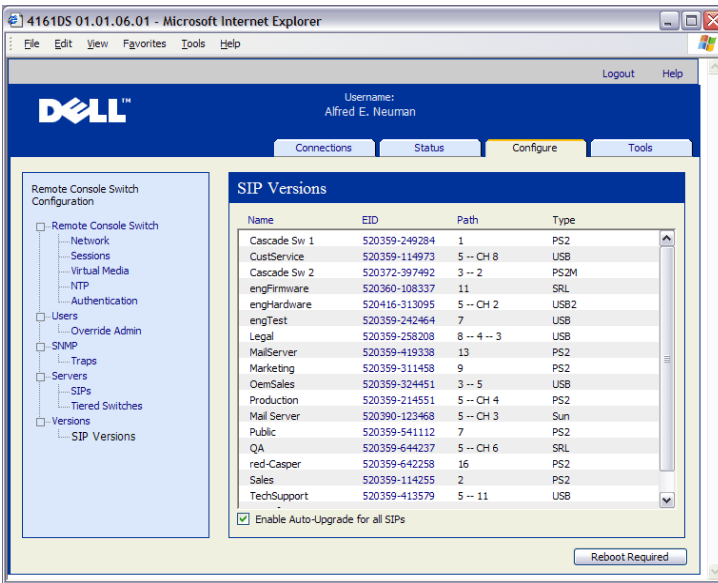 4161DS 01.01.06.01 - Microsoft Internet Explorer
File Edit View Favorites Tools Help
Logout Help
DELL™
Username:
Alfred E. Neuman
Connections Status Configure Tools
Remote Console Switch
Configuration
Remote Console Switch
Network
Sessions
Virtual Media
NTP
Authentication
Users
Override Admin
SNMP
Traps
Servers
SIPs
Tiered Switches
Versions
SIP Versions
SIP Versions
Name EID Path Type
Cascade Sw 1 520359-249284 1 PS2
CustService 520359-114973 5 -- CH 8 USB
Cascade Sw 2 520372-397492 3 -- 2 PS2M
engFirmware 520360-108337 11 SRL
engHardware 520416-313095 5 -- CH 2 USB2
engTest 520359-242464 7 USB
Legal 520359-258208 8 -- 4 -- 3 USB
MailServer 520359-419338 13 PS2
Marketing 520359-311458 9 PS2
OemSales 520359-324451 3 -- 5 USB
Production 520359-214551 5 -- CH 4 PS2
Mail Server 520390-123468 5 -- CH 3 Sun
Public 520359-541112 7 PS2
QA 520359-644237 5 -- CH 6 SRL
red-Casper 520359-642258 16 PS2
Sales 520359-114255 2 PS2
TechSupport 520359-413579 5 -- 11 USB
Enable Auto-Upgrade for all SIPs
Reboot Required